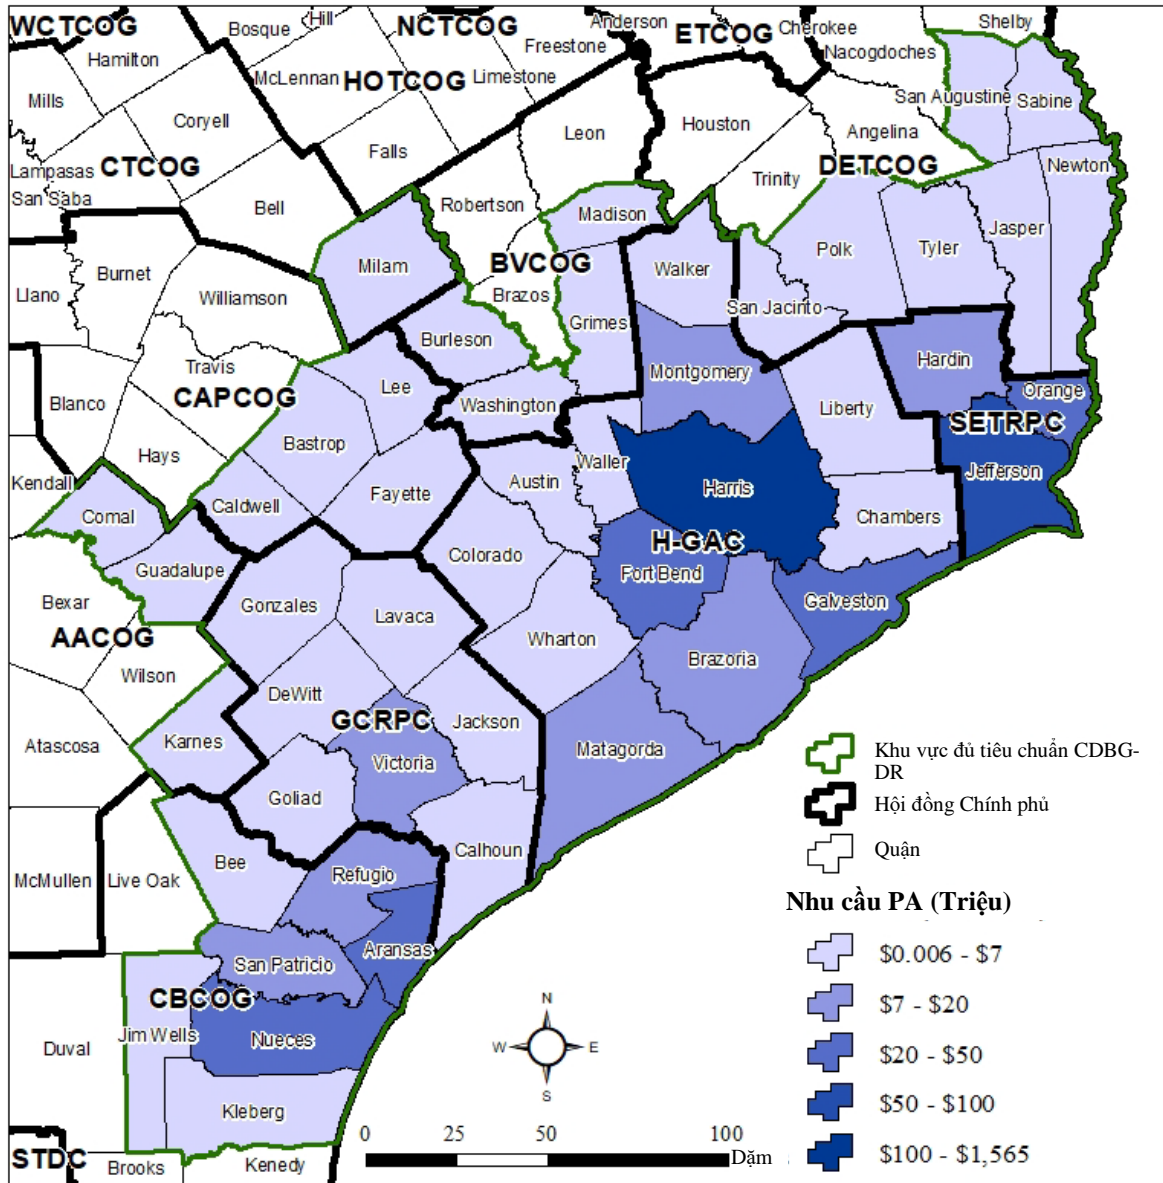 WCTCOG
Hamilton
Bosque
Hill
NCTCOG
Anderson
ETCOG
Cherokee
Shelby
Nacogdoches
Freestone
McLennan
HOTCOG
Limestone
Mills
Coryell
Leon
Houston
Angelina
San Augustine
Sabine
Lampasas
CTCOG
Falls
DETCOG
Newton
San Saba
Bell
Robertson
Madison
Trinity
Jasper
Burnet
Milam
BVCOG
Walker
Polk
Tyler
Llano
Williamson
Brazos
Grimes
San Jacinto
Burleson
Travis
Hardin
Montgomery
Lee
Orange
Blanco
CAPCOG
Washington
Liberty
SETRPC
Bastrop
Hays
Waller
Jefferson
Kendall
Austin
Harris
Fayette
Caldwell
Comal
Chambers
H-GAC
Colorado
Guadalupe
Fort Bend
Bexar
Gonzales
Lavaca
Galveston
AACOG
Wharton
Brazoria
Wilson
DeWitt
GCRPC
Jackson
Karnes
Atascosa
Matagorda
Victoria
Goliad
Calhoun
Bee
Refugio
McMullen
Live Oak
Aransas
San Patricio
CBCOG
Jim Wells
Nueces
Duval
Kleberg
STDC
Brooks
Kenedy
Khu vực đủ tiêu chuẩn CDBG-
DR
Hội đồng Chính phủ
Quận
Nhu cầu PA (Triệu)
$0.006 - $7
$7 - $20
$20 - $50
$50 - $100
$100 - $1,565
N
W
E
S
0
25
50
100
Dặm